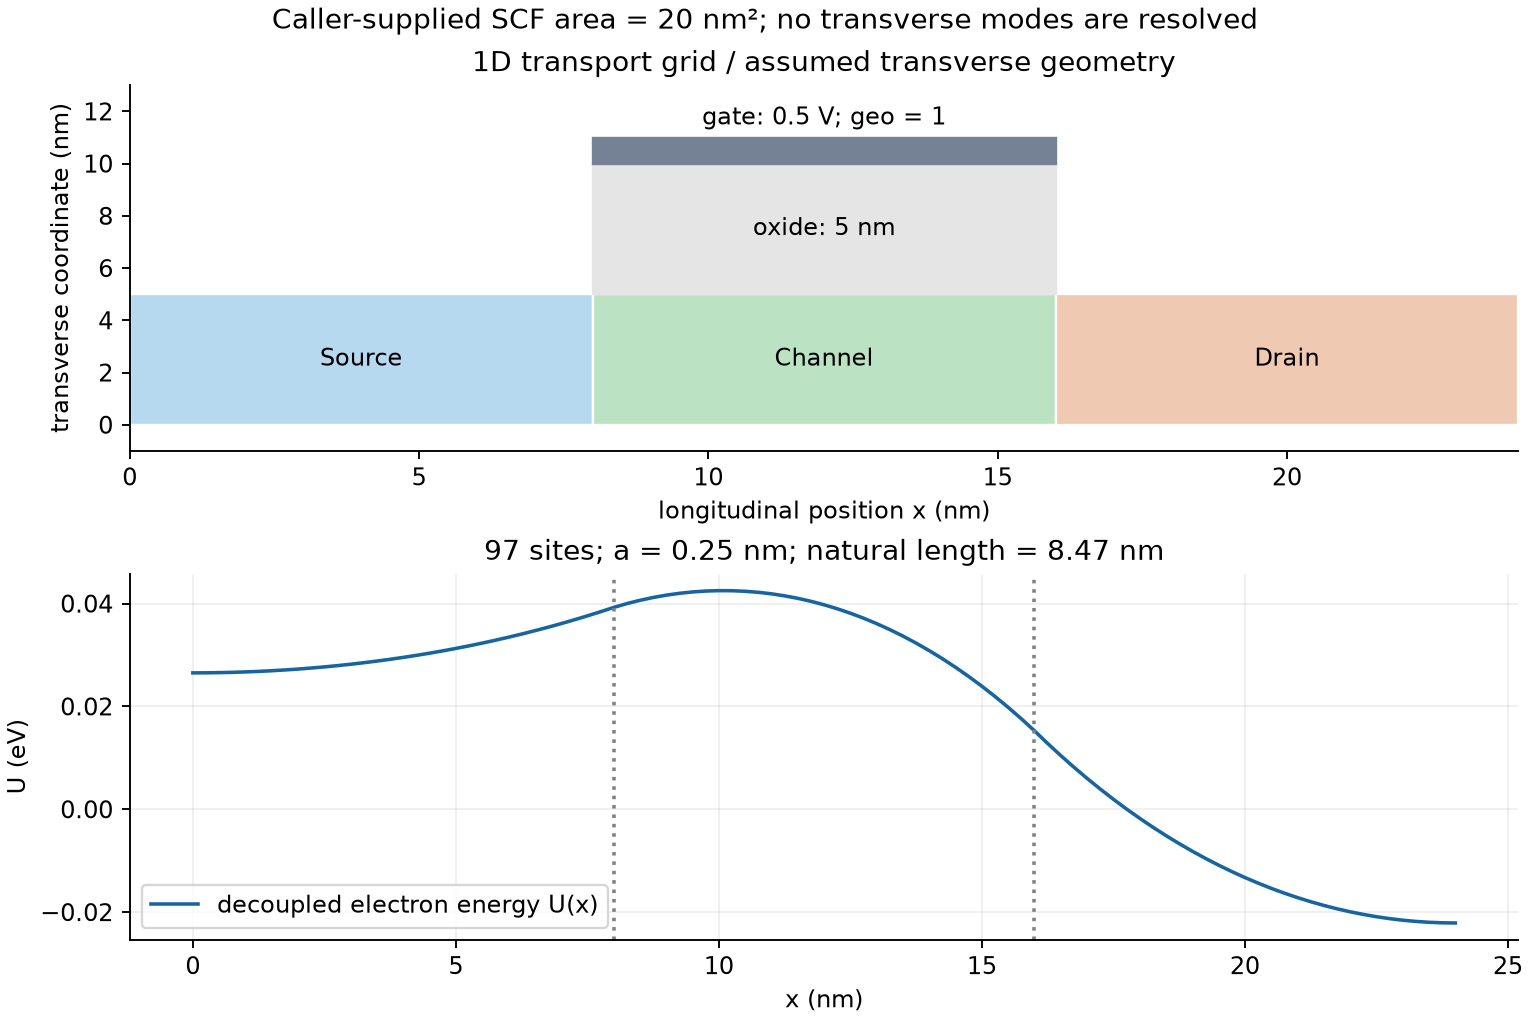 Caller-supplied SCF area = 20 nm²; no transverse modes are resolved
1D transport grid / assumed transverse geometry
transverse coordinate (nm)
12
10
8
6
4
2
0
gate: 0.5 V; geo = 1
oxide: 5 nm
Source
Channel
Drain
0
5
10
15
20
longitudinal position x (nm)
97 sites; a = 0.25 nm; natural length = 8.47 nm
U (eV)
0.04
0.02
0.00
−0.02
decoupled electron energy U(x)
0
5
10
15
20
25
x (nm)